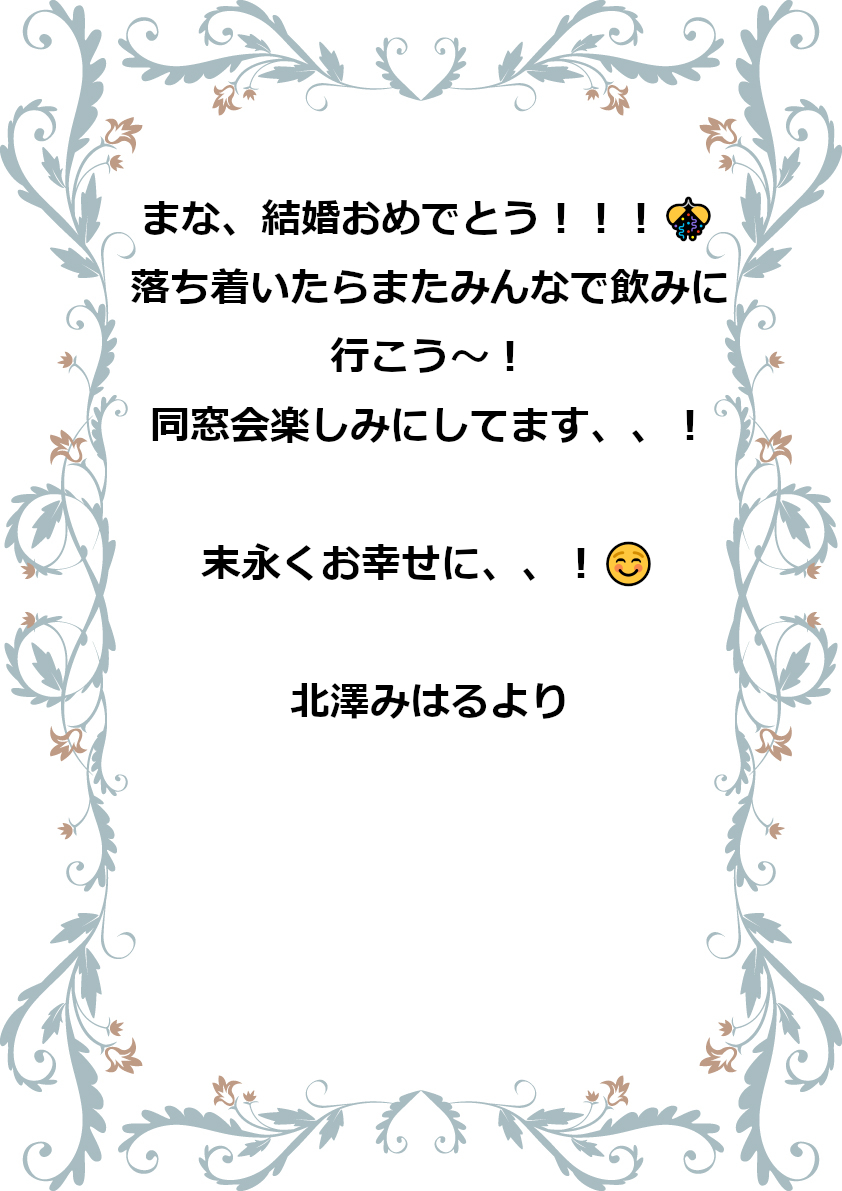 まな、結婚おめでとう！！！🎊
落ち着いたらまたみんなで飲みに
行こう～！
同窓会楽しみにしてます、、！
末永くお幸せに、、！😊
北澤みはるより